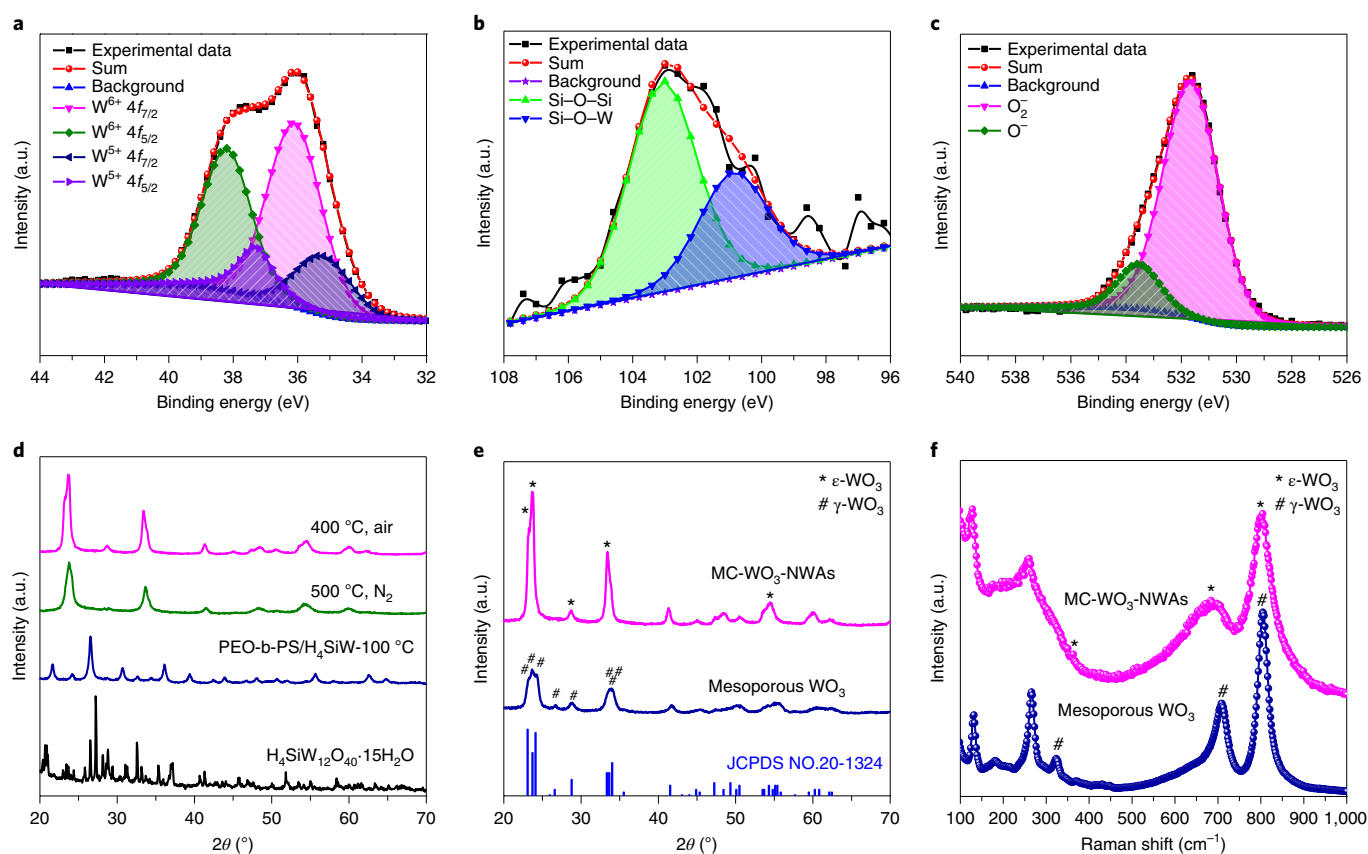 a
Experimental data
Sum
Background
W⁶⁺ 4f₇/₂
W⁶⁺ 4f₅/₂
W⁵⁺ 4f₇/₂
W⁵⁺ 4f₅/₂
Intensity (a.u.)
44 42 40 38 36 34 32
Binding energy (eV)
b
Experimental data
Sum
Background
Si–O–Si
Si–O–W
Intensity (a.u.)
108 106 104 102 100 98 96
Binding energy (eV)
c
Experimental data
Sum
Background
O₂⁻
O⁻
Intensity (a.u.)
540 538 536 534 532 530 528 526
Binding energy (eV)
d
400 °C, air
500 °C, N₂
PEO-b-PS/H₄SiW-100 °C
H₄SiW₁₂O₄₀·15H₂O
Intensity (a.u.)
20 30 40 50 60 70
2θ (°)
e
* ε-WO₃
# γ-WO₃
* *
*
*
*
MC-WO₃-NWAs
# # #
# #
# # #
Mesoporous WO₃
JCPDS NO.20-1324
Intensity (a.u.)
20 30 40 50 60 70
2θ (°)
f
* ε-WO₃
# γ-WO₃
*
*
*
MC-WO₃-NWAs
#
#
#
Mesoporous WO₃
Intensity (a.u.)
100 200 300 400 500 600 700 800 900 1,000
Raman shift (cm⁻¹)